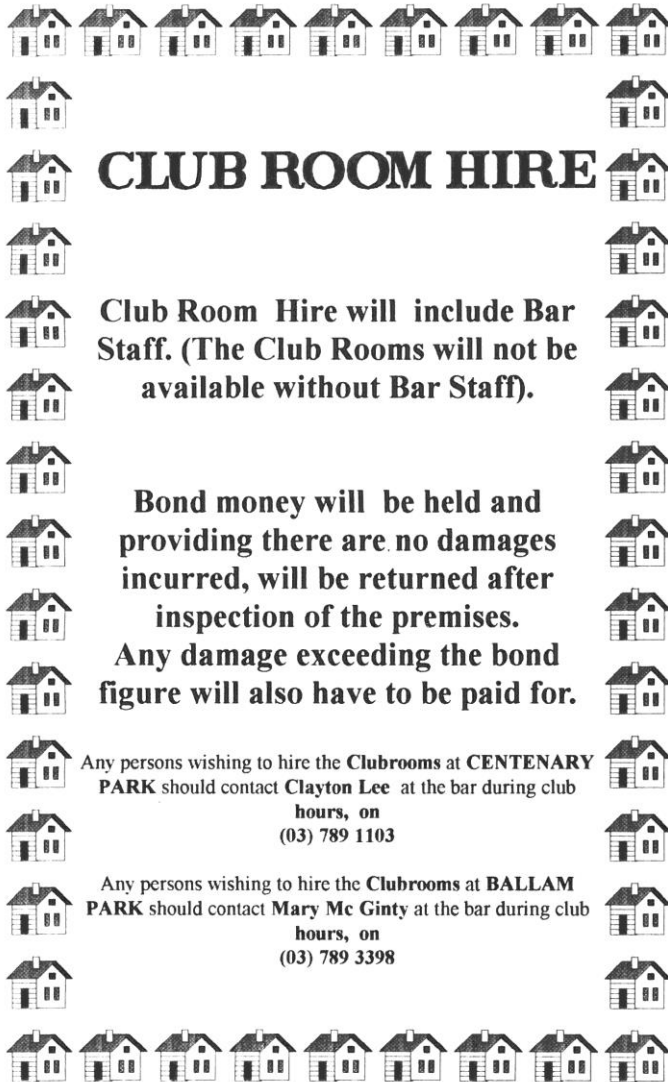 CLUB ROOM HIRE
Club Room Hire will include Bar
Staff. (The Club Rooms will not be
available without Bar Staff).
Bond money will be held and
providing there are no damages
incurred, will be returned after
inspection of the premises.
Any damage exceeding the bond
figure will also have to be paid for.
Any persons wishing to hire the Clubrooms at CENTENARY
PARK should contact Clayton Lee at the bar during club
hours, on
(03) 789 1103
Any persons wishing to hire the Clubrooms at BALLAM
PARK should contact Mary Mc Ginty at the bar during club
hours, on
(03) 789 3398